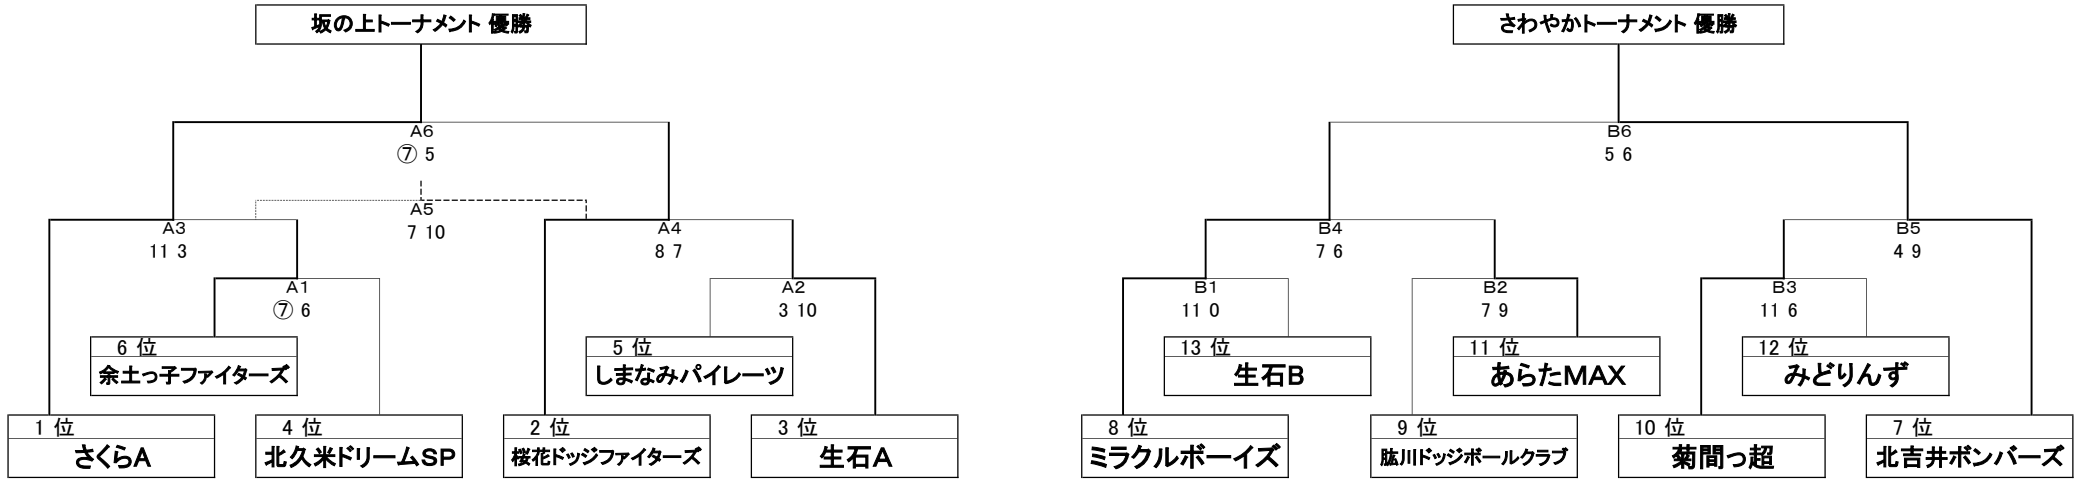 坂の上トーナメント 優勝
さわやかトーナメント 優勝
A6
⑦ 5
B6
5 6
A5
7 10
A3
11 3
A4
8 7
B4
7 6
B5
4 9
A1
⑦ 6
A2
3 10
B1
11 0
B2
7 9
B3
11 6
6 位
余土っ子ファイターズ
5 位
しまなみパイレーツ
13 位
生石B
11 位
あらたMAX
12 位
みどりんず
1 位
さくらA
4 位
北久米ドリームSP
2 位
桜花ドッジファイターズ
3 位
生石A
8 位
ミラクルボーイズ
9 位
肱川ドッジボールクラブ
10 位
菊間っ超
7 位
北吉井ボンバーズ